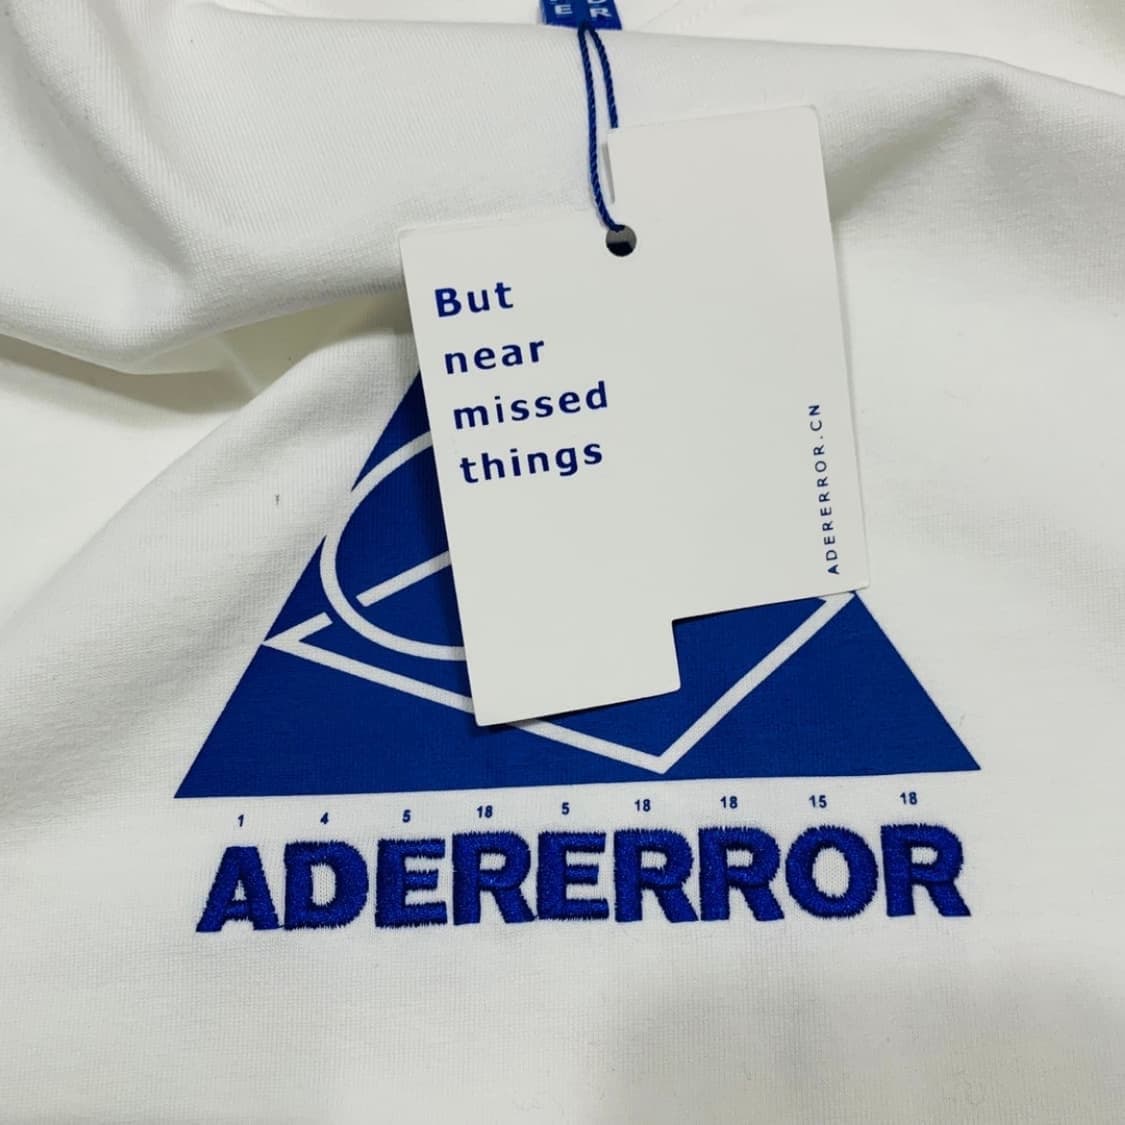 E R
But
near
missed
things
ADERERROR.CN
1 4 5 18 5 18 18 15 18
ADERERROR